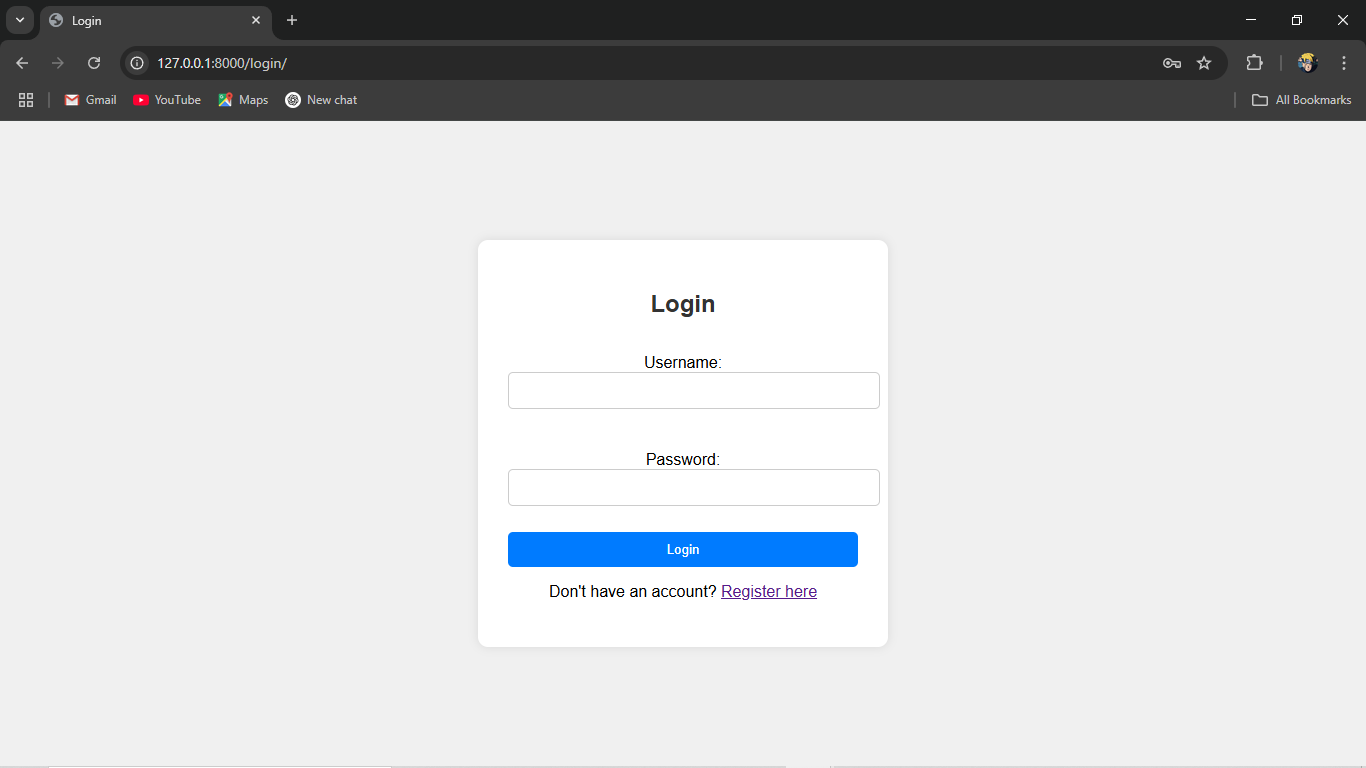 Login
127.0.0.1:8000/login/
Gmail YouTube Maps New chat All Bookmarks
Login
Username:
Password:
Login
Don't have an account? Register here